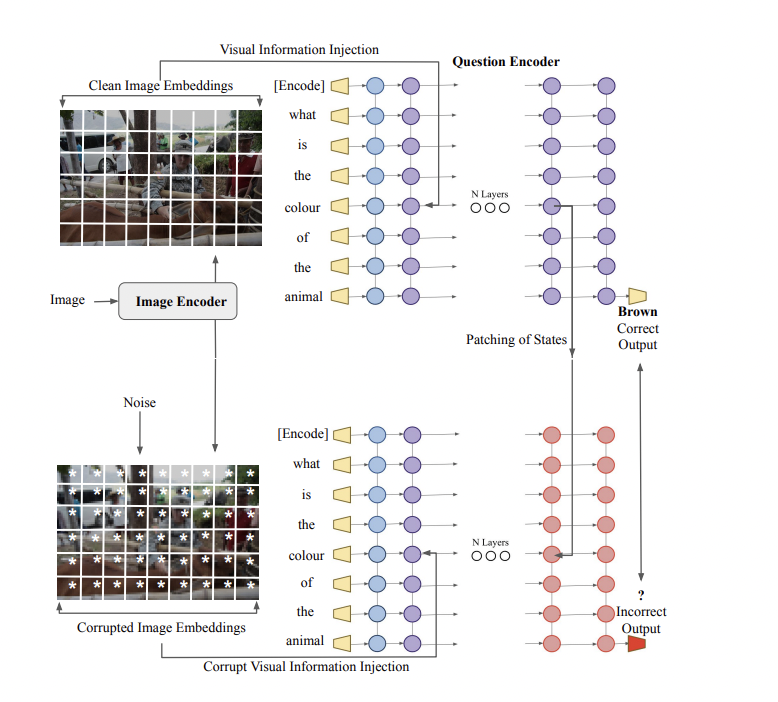 Visual Information Injection
Question Encoder
Clean Image Embeddings
[Encode]
what
is
the
colour
of
the
animal
N Layers
Image
Image Encoder
Brown
Correct
Output
Patching of States
Noise
[Encode]
what
is
the
colour
of
the
animal
N Layers
?
Incorrect
Output
Corrupted Image Embeddings
Corrupt Visual Information Injection